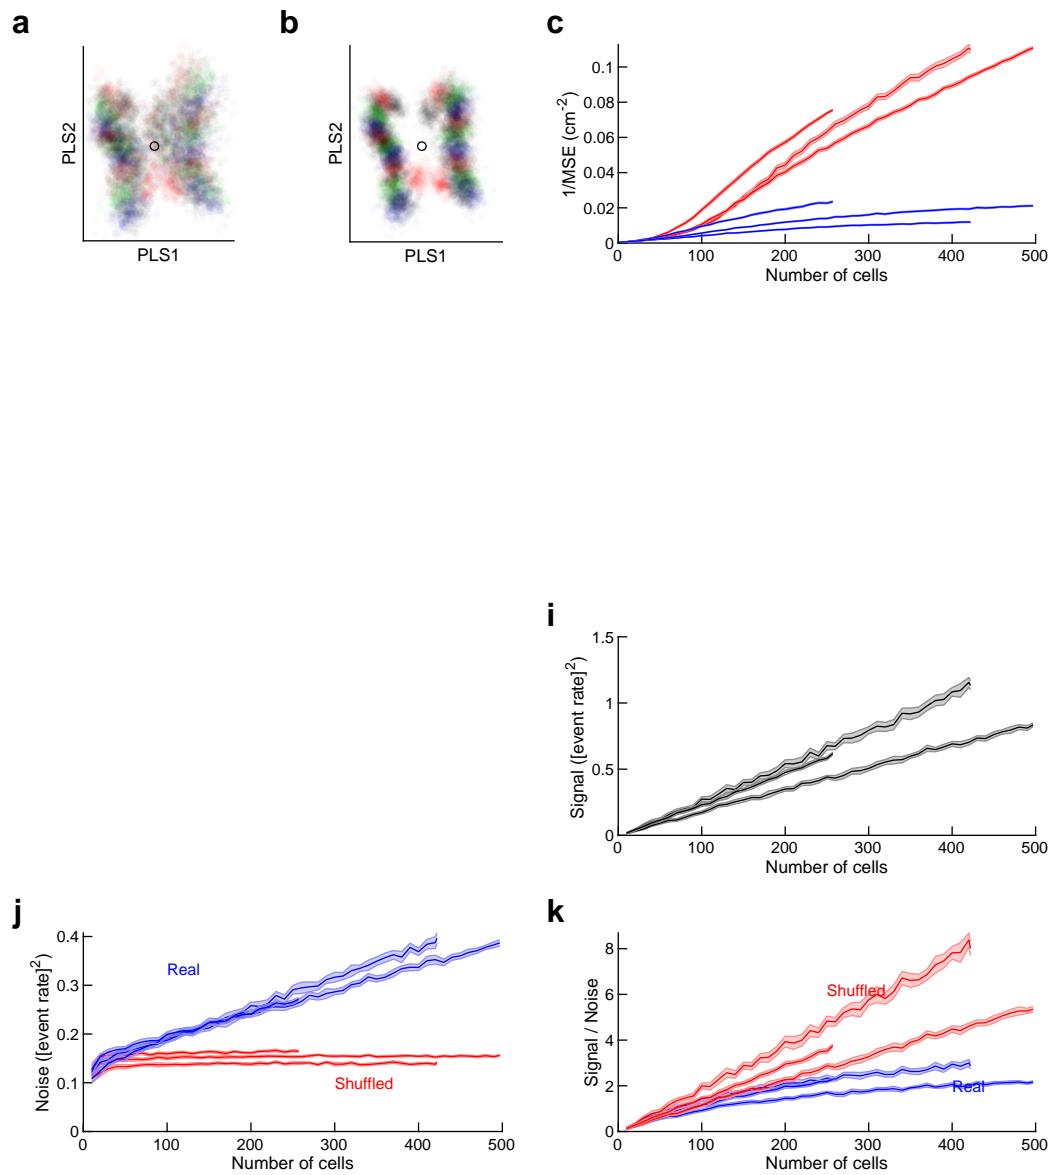 a
b
c
PLS2
PLS1
PLS2
PLS1
1/MSE (cm-2)
0.1
0.08
0.06
0.04
0.02
0
0 100 200 300 400 500
Number of cells
i
Signal ([event rate]2)
1.5
1
0.5
0
0 100 200 300 400 500
Number of cells
j
Noise ([event rate]2)
0.4
0.3
0.2
0.1
0
Real
Shuffled
0 100 200 300 400 500
Number of cells
k
Signal / Noise
8
6
4
2
0
Shuffled
Real
0 100 200 300 400 500
Number of cells